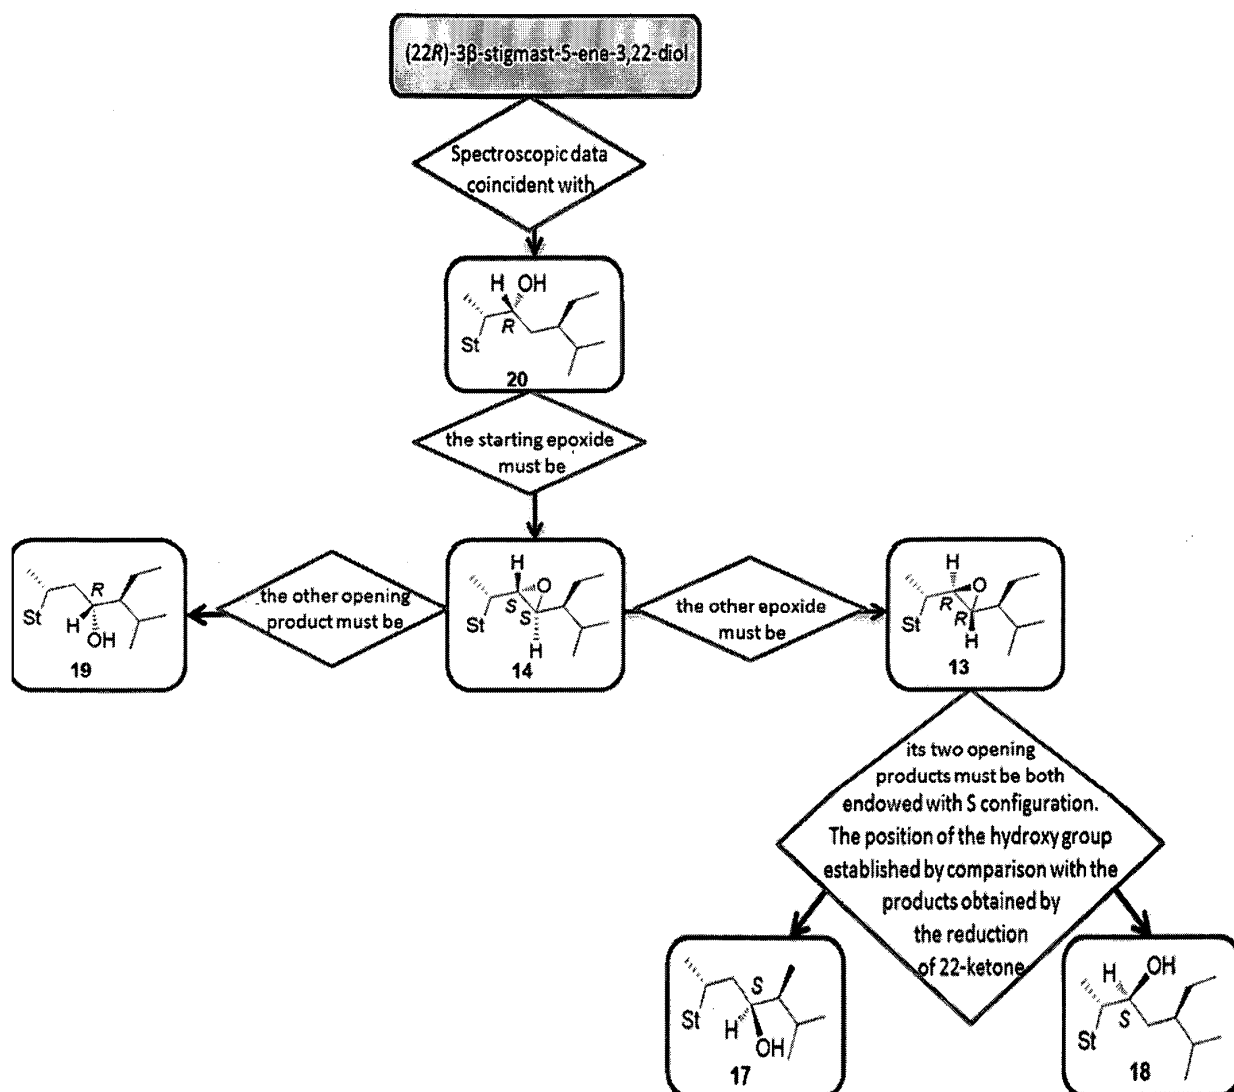 (22R)-3β-stigmast-5-ene-3,22-diol
Spectroscopic data
coincident with
H OH
R
St
20
the starting epoxide
must be
R
St
H
OH
19
the other opening
product must be
H
O
S
S
St
H
14
the other epoxide
must be
H
O
R
R
St
H
13
its two opening
products must be both
endowed with S configuration.
The position of the hydroxy group
established by comparison with the
products obtained by
the reduction
of 22-ketone
S
St
H
OH
17
H
OH
S
St
18